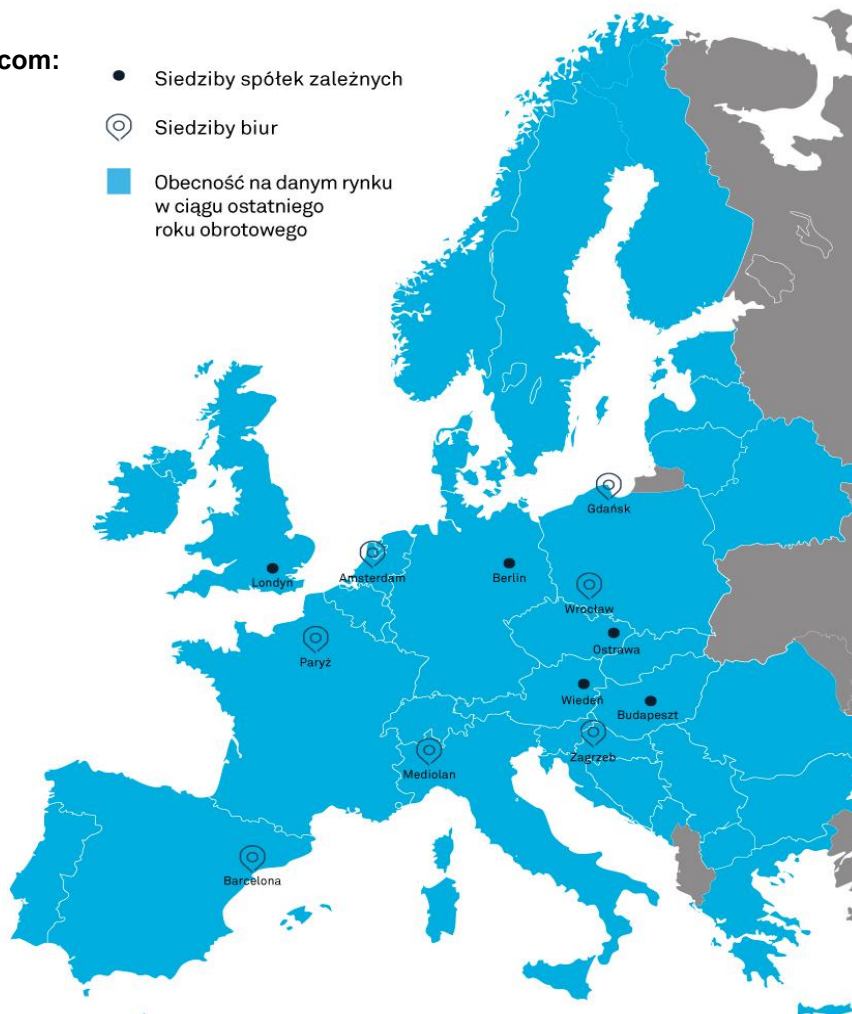 com:
Siedziby spółek zależnych
Siedziby biur
Obecność na danym rynku
w ciągu ostatniego
roku obrotowego
Gdańsk
Londyn
Amsterdam
Berlin
Wrocław
Ostrawa
Paryż
Wiedeń
Budapeszt
Zagrzeb
Mediolan
Barcelona